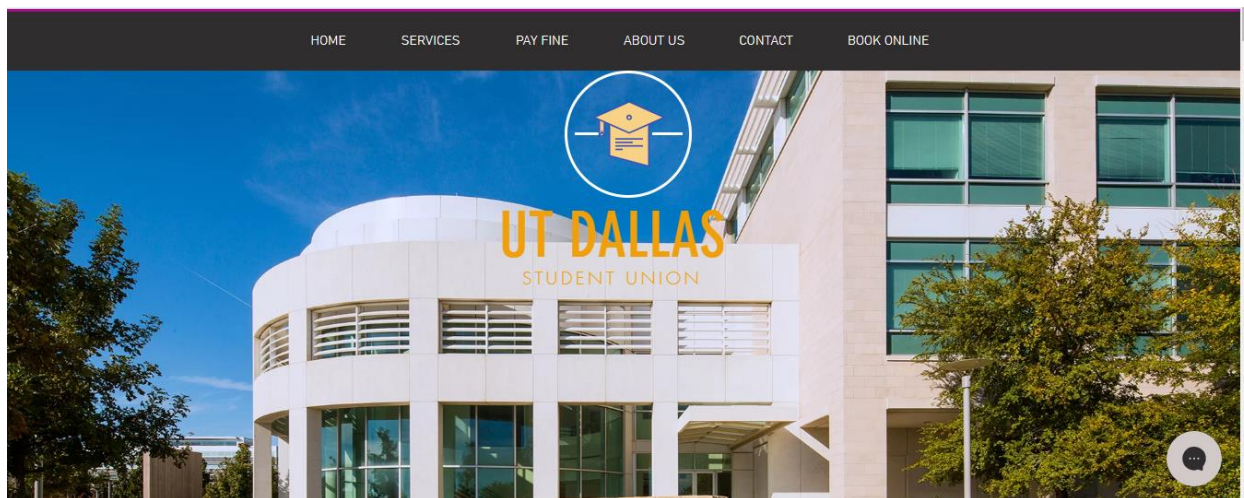 HOME SERVICES PAY FINE ABOUT US CONTACT BOOK ONLINE
UT DALLAS
STUDENT UNION